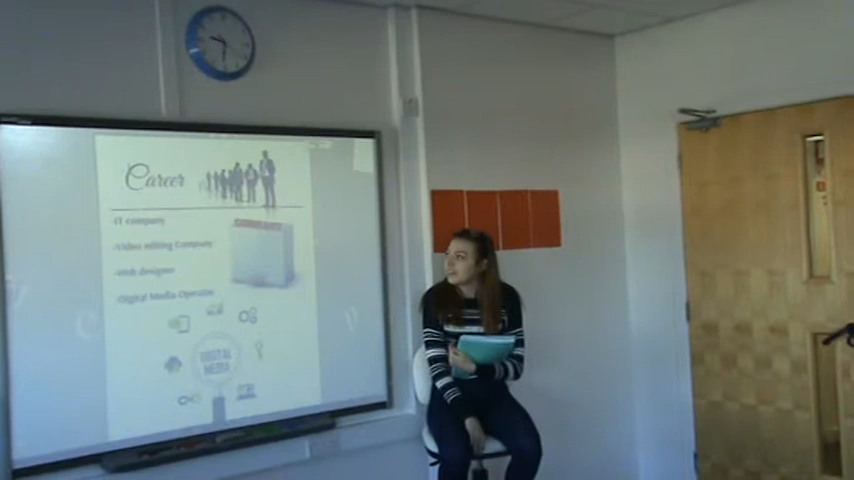 Career
-IT company
-Video editing Company
-web designer
-Digital Media Operator
DIGITAL
MEDIA